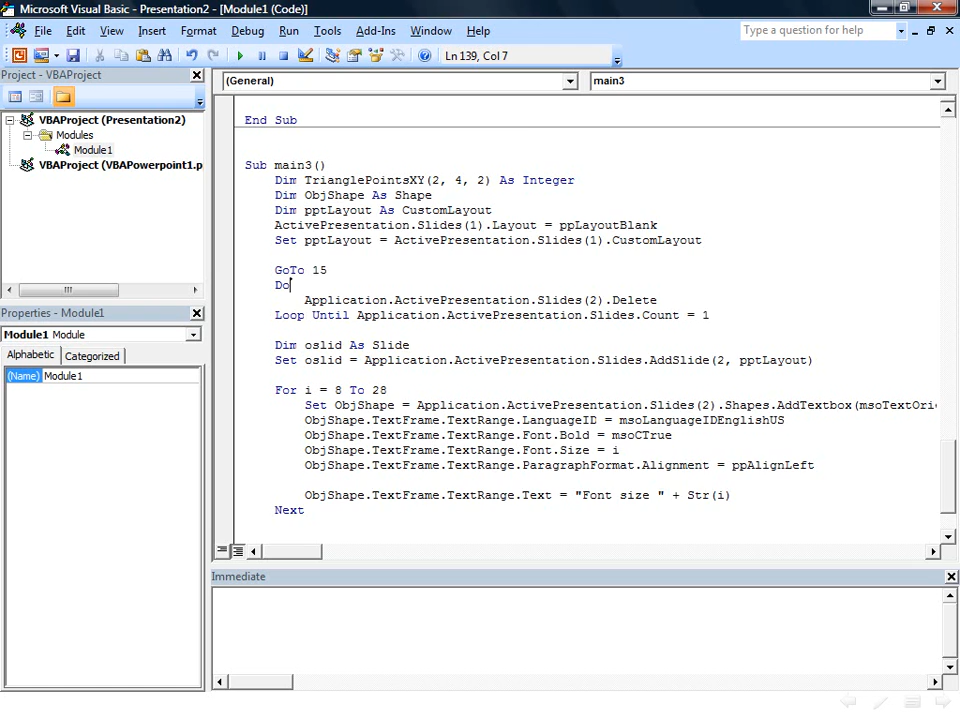 Microsoft Visual Basic - Presentation2 - [Module1 (Code)]
File Edit View Insert Format Debug Run Tools Add-Ins Window Help
Type a question for help
Ln 139, Col 7
Project - VBAProject
(General)
main3
VBAProject (Presentation2)
Modules
Module1
VBAProject (VBAPowerpoint1.p
Properties - Module1
Module1 Module
Alphabetic Categorized
(Name) Module1
End Sub
Sub main3()
Dim TrianglePointsXY(2, 4, 2) As Integer
Dim ObjShape As Shape
Dim pptLayout As CustomLayout
ActivePresentation.Slides(1).Layout = ppLayoutBlank
Set pptLayout = ActivePresentation.Slides(1).CustomLayout
GoTo 15
Do
Application.ActivePresentation.Slides(2).Delete
Loop Until Application.ActivePresentation.Slides.Count = 1
Dim oslid As Slide
Set oslid = Application.ActivePresentation.Slides.AddSlide(2, pptLayout)
For i = 8 To 28
Set ObjShape = Application.ActivePresentation.Slides(2).Shapes.AddTextbox(msoTextOri
ObjShape.TextFrame.TextRange.LanguageID = msoLanguageIDEnglishUS
ObjShape.TextFrame.TextRange.Font.Bold = msoCTrue
ObjShape.TextFrame.TextRange.Font.Size = i
ObjShape.TextFrame.TextRange.ParagraphFormat.Alignment = ppAlignLeft
ObjShape.TextFrame.TextRange.Text = "Font size " + Str(i)
Next
Immediate